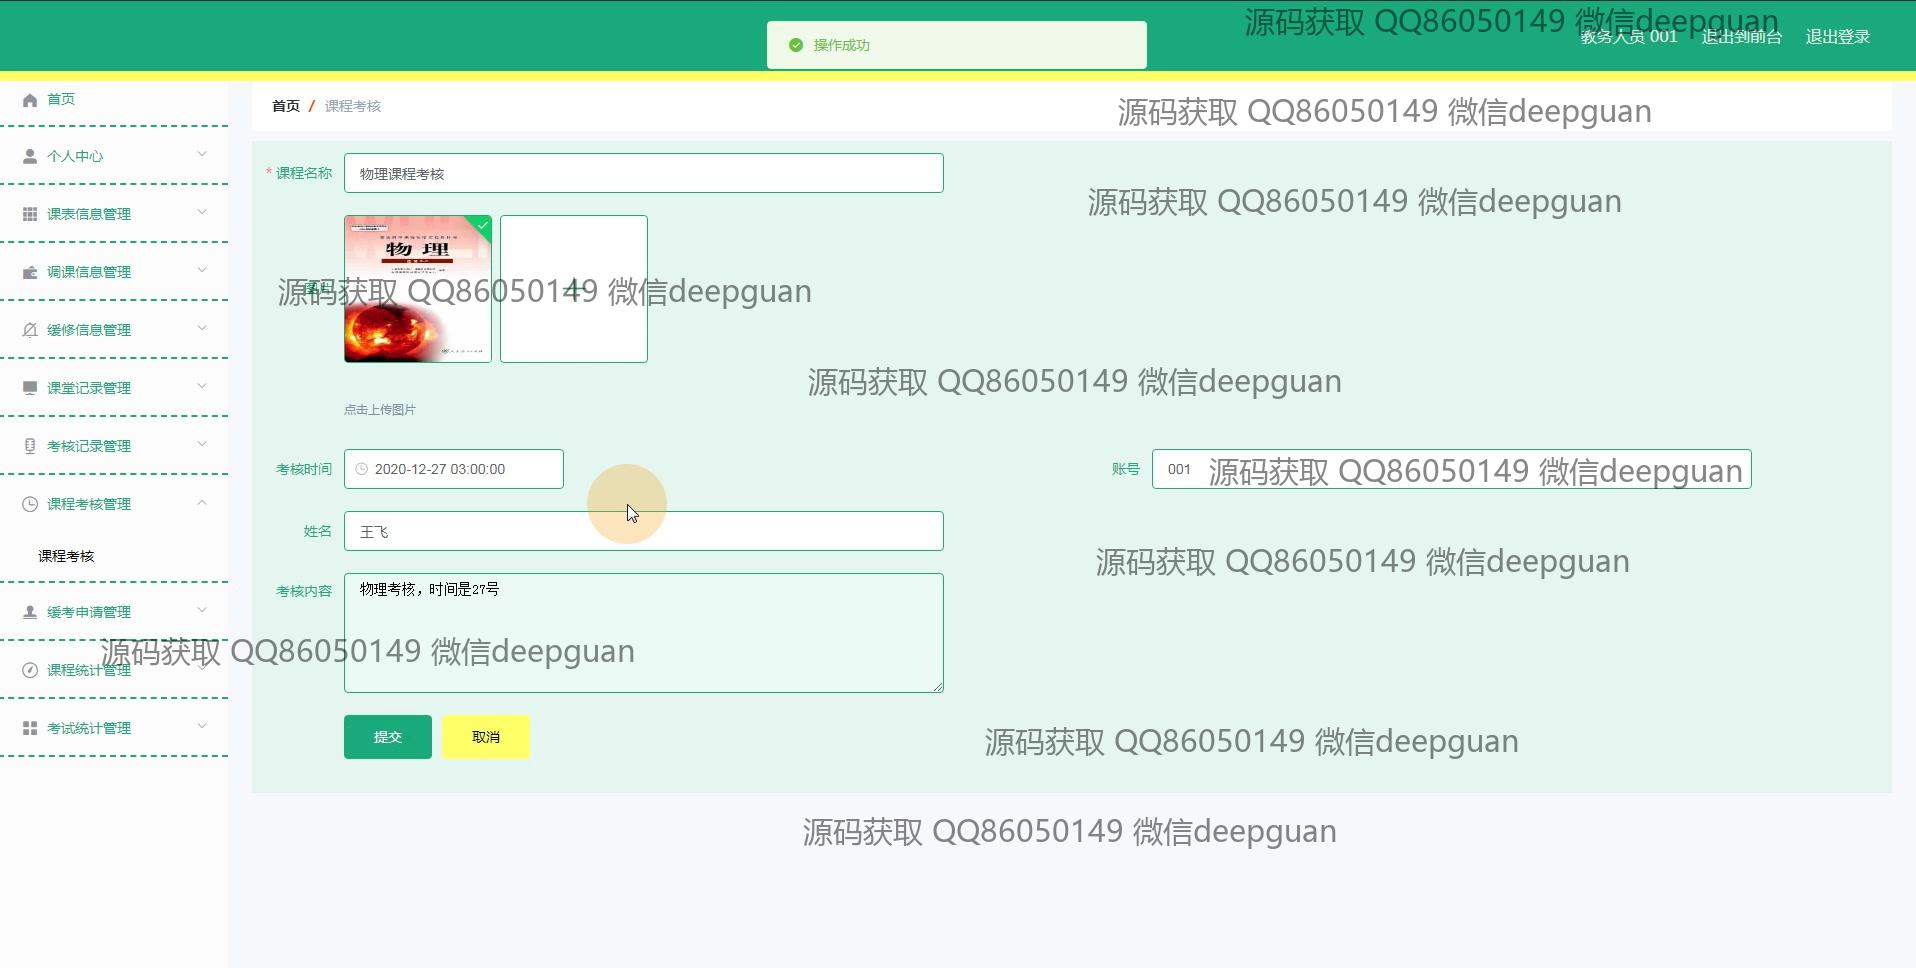 源码获取 QQ86050149 微信deepguan
操作成功
教务人员 001 退出到前台 退出登录
首页
首页 / 课程考核
源码获取 QQ86050149 微信deepguan
个人中心
* 课程名称 物理课程考核
源码获取 QQ86050149 微信deepguan
课表信息管理
物理
调课信息管理
图片
源码获取 QQ86050149 微信deepguan
缓修信息管理
源码获取 QQ86050149 微信deepguan
课堂记录管理
点击上传图片
考核记录管理
考核时间 2020-12-27 03:00:00
账号 001
源码获取 QQ86050149 微信deepguan
课程考核管理
姓名 王飞
课程考核
源码获取 QQ86050149 微信deepguan
考核内容 物理考核，时间是27号
缓考申请管理
源码获取 QQ86050149 微信deepguan
课程统计管理
考试统计管理
提交 取消
源码获取 QQ86050149 微信deepguan
源码获取 QQ86050149 微信deepguan